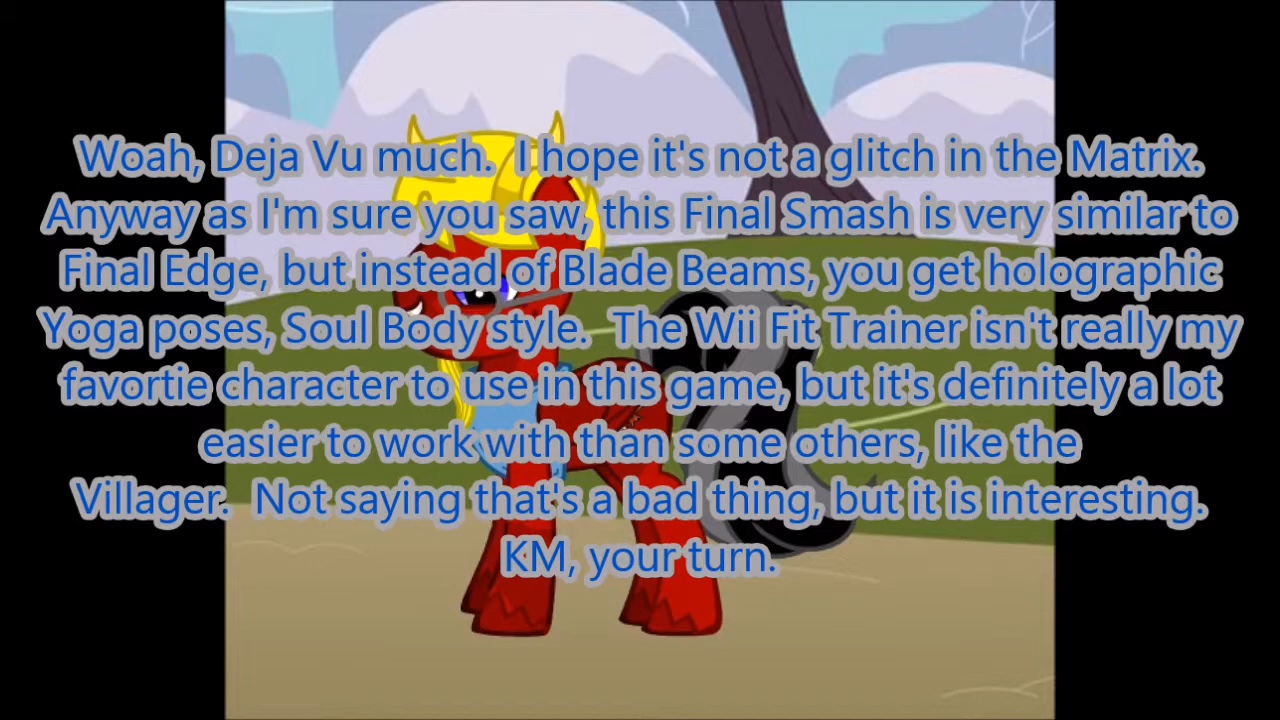 Woah, Deja Vu much.  I hope it's not a glitch in the Matrix.
Anyway as I'm sure you saw, this Final Smash is very similar to
Final Edge, but instead of Blade Beams, you get holographic
Yoga poses, Soul Body style.  The Wii Fit Trainer isn't really my
favortie character to use in this game, but it's definitely a lot
easier to work with than some others, like the
Villager.  Not saying that's a bad thing, but it is interesting.
KM, your turn.